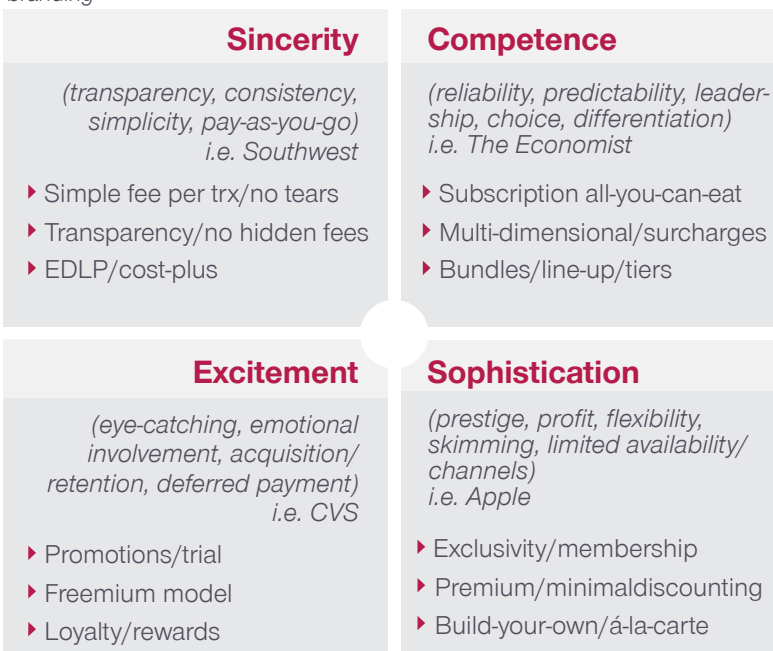 branding
Sincerity
(transparency, consistency,
simplicity, pay-as-you-go)
i.e. Southwest
Simple fee per trx/no tears
Transparency/no hidden fees
EDLP/cost-plus
Competence
(reliability, predictability, leader-
ship, choice, differentiation)
i.e. The Economist
Subscription all-you-can-eat
Multi-dimensional/surcharges
Bundles/line-up/tiers
Excitement
(eye-catching, emotional
involvement, acquisition/
retention, deferred payment)
i.e. CVS
Promotions/trial
Freemium model
Loyalty/rewards
Sophistication
(prestige, profit, flexibility,
skimming, limited availability/
channels)
i.e. Apple
Exclusivity/membership
Premium/minimaldiscounting
Build-your-own/á-la-carte